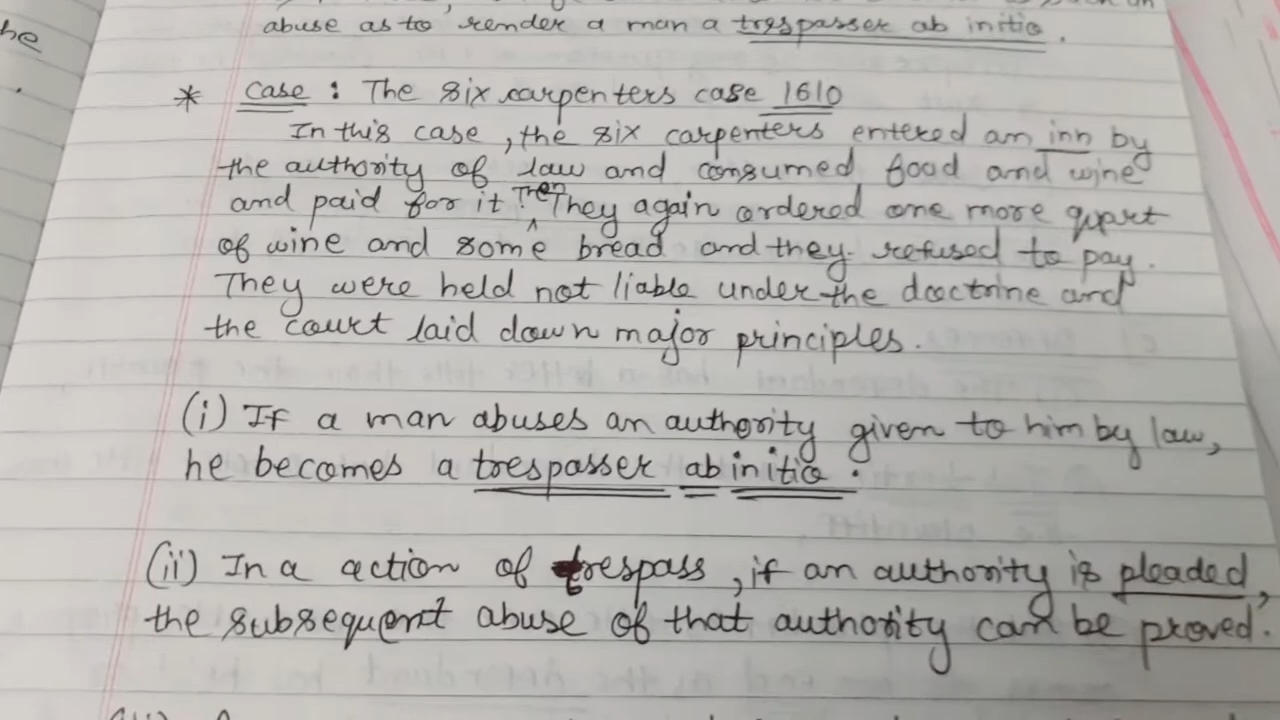 he
abuse as to render a man a trespasser ab initio.
* Case : The six carpenters case 1610
In this case, the six carpenters entered an inn by
the authority of law and consumed food and wine
and paid for it. Then They again ordered one more quart
of wine and some bread and they refused to pay.
They were held not liable under the doctrine and
the court laid down major principles.
(i) If a man abuses an authority given to him by law,
he becomes a trespasser ab initio.
(ii) In a action of trespass, if an authority is pleaded,
the subsequent abuse of that authority can be proved.